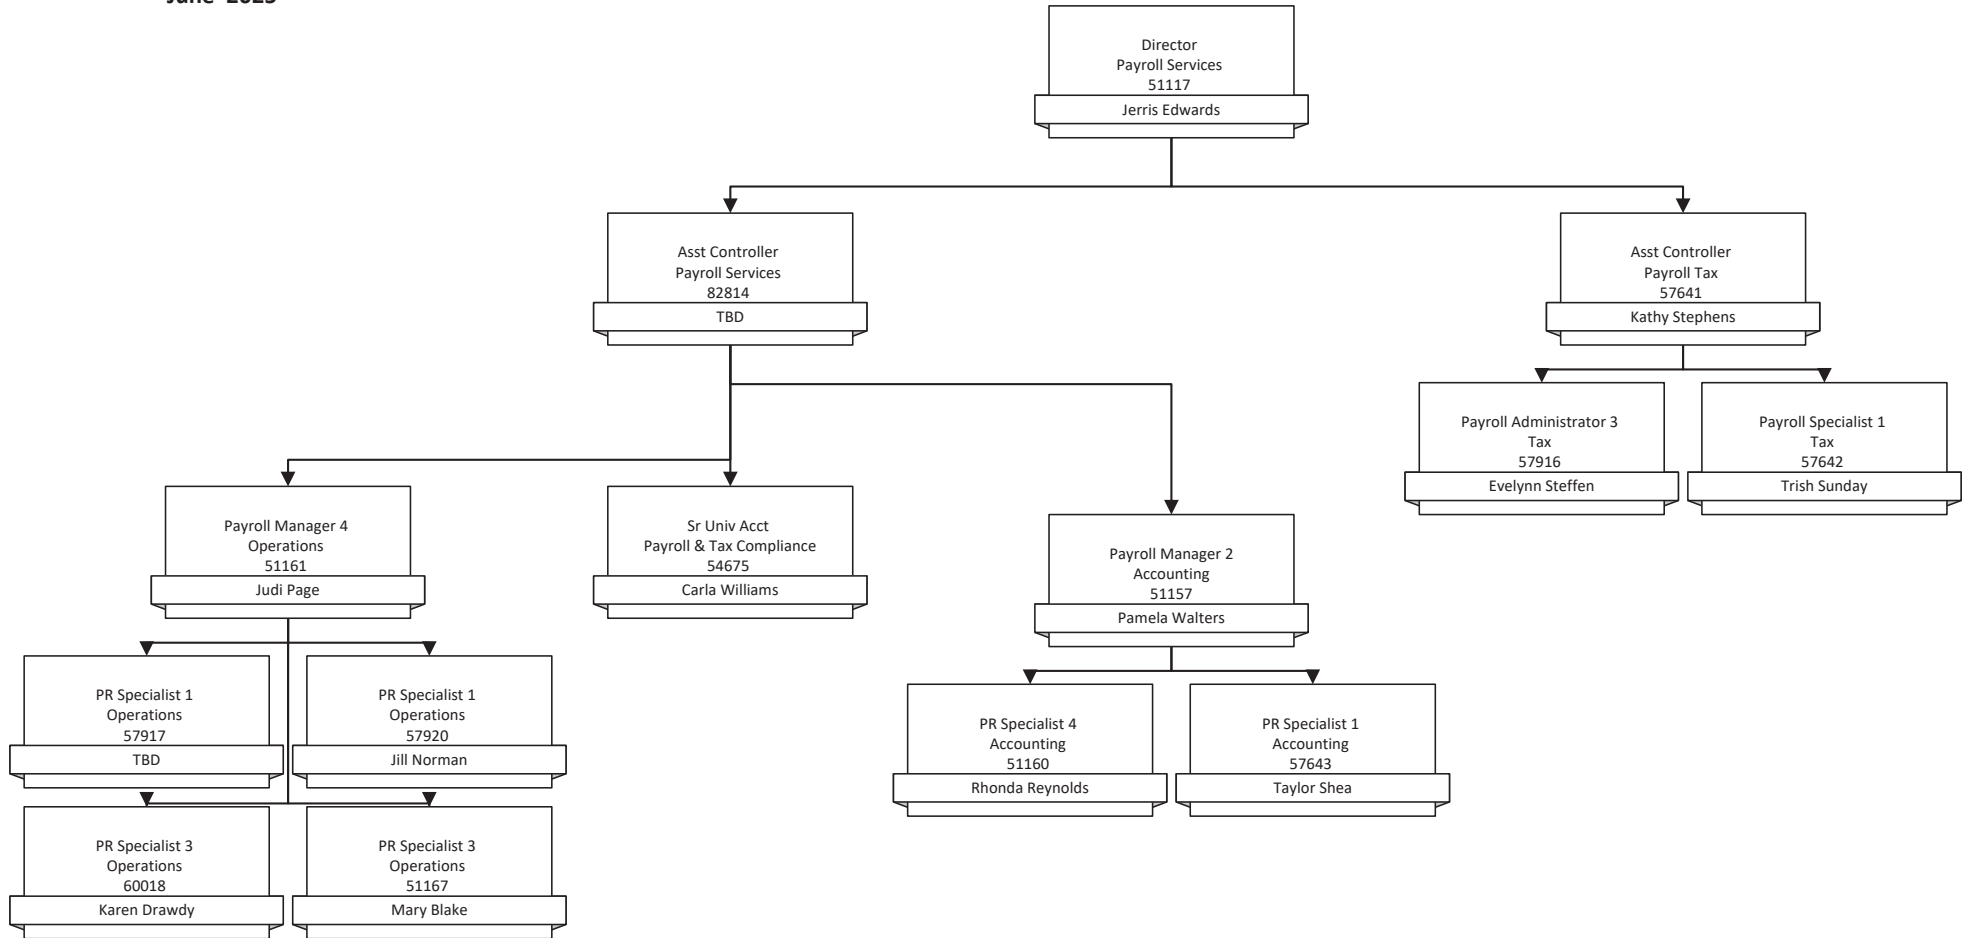 June 2025
Director
Payroll Services
51117
Jerris Edwards
Asst Controller
Payroll Services
82814
TBD
Asst Controller
Payroll Tax
57641
Kathy Stephens
Payroll Administrator 3
Tax
57916
Evelynn Steffen
Payroll Specialist 1
Tax
57642
Trish Sunday
Payroll Manager 4
Operations
51161
Judi Page
Sr Univ Acct
Payroll & Tax Compliance
54675
Carla Williams
Payroll Manager 2
Accounting
51157
Pamela Walters
PR Specialist 1
Operations
57917
TBD
PR Specialist 1
Operations
57920
Jill Norman
PR Specialist 4
Accounting
51160
Rhonda Reynolds
PR Specialist 1
Accounting
57643
Taylor Shea
PR Specialist 3
Operations
60018
Karen Drawdy
PR Specialist 3
Operations
51167
Mary Blake